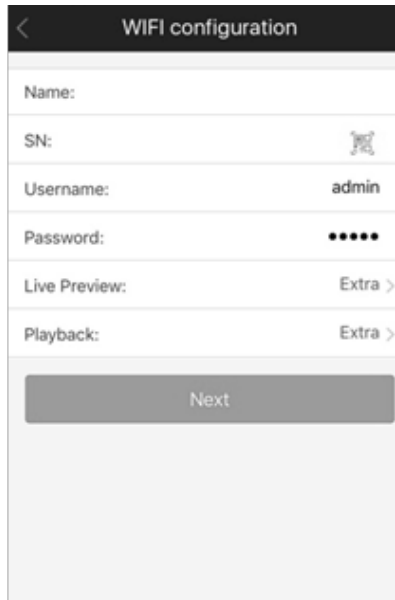 WIFI configuration
Name:
SN:
Username: admin
Password: •••••
Live Preview: Extra >
Playback: Extra >
Next